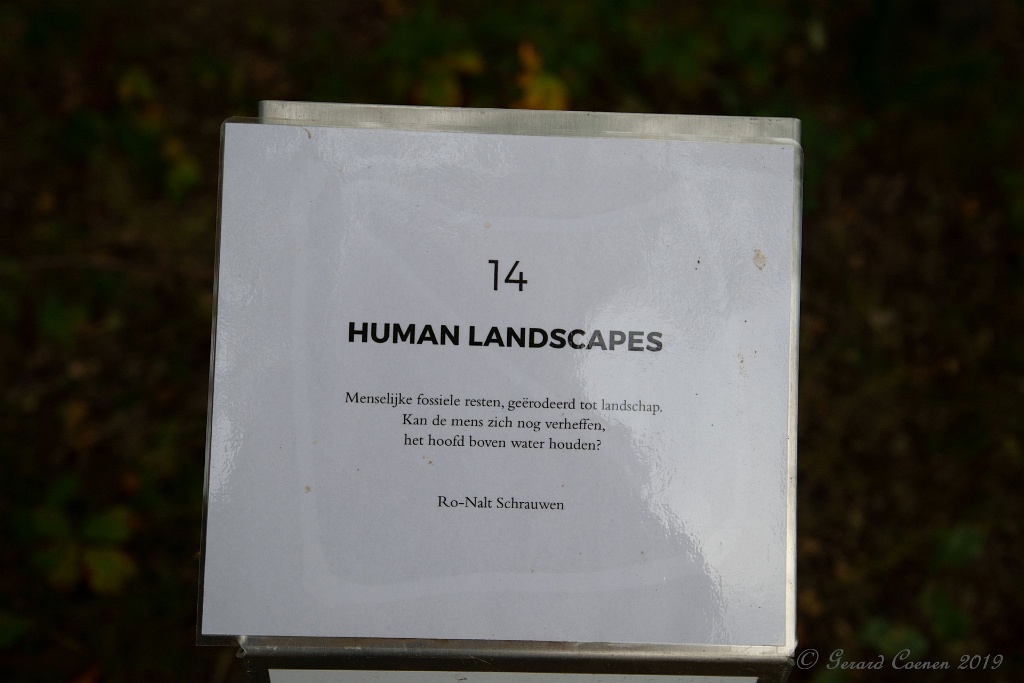 14
HUMAN LANDSCAPES
Menselijke fossiele resten, geërodeerd tot landschap.
Kan de mens zich nog verheffen,
het hoofd boven water houden?
Ro-Nalt Schrauwen
© Gerard Coenen 2019